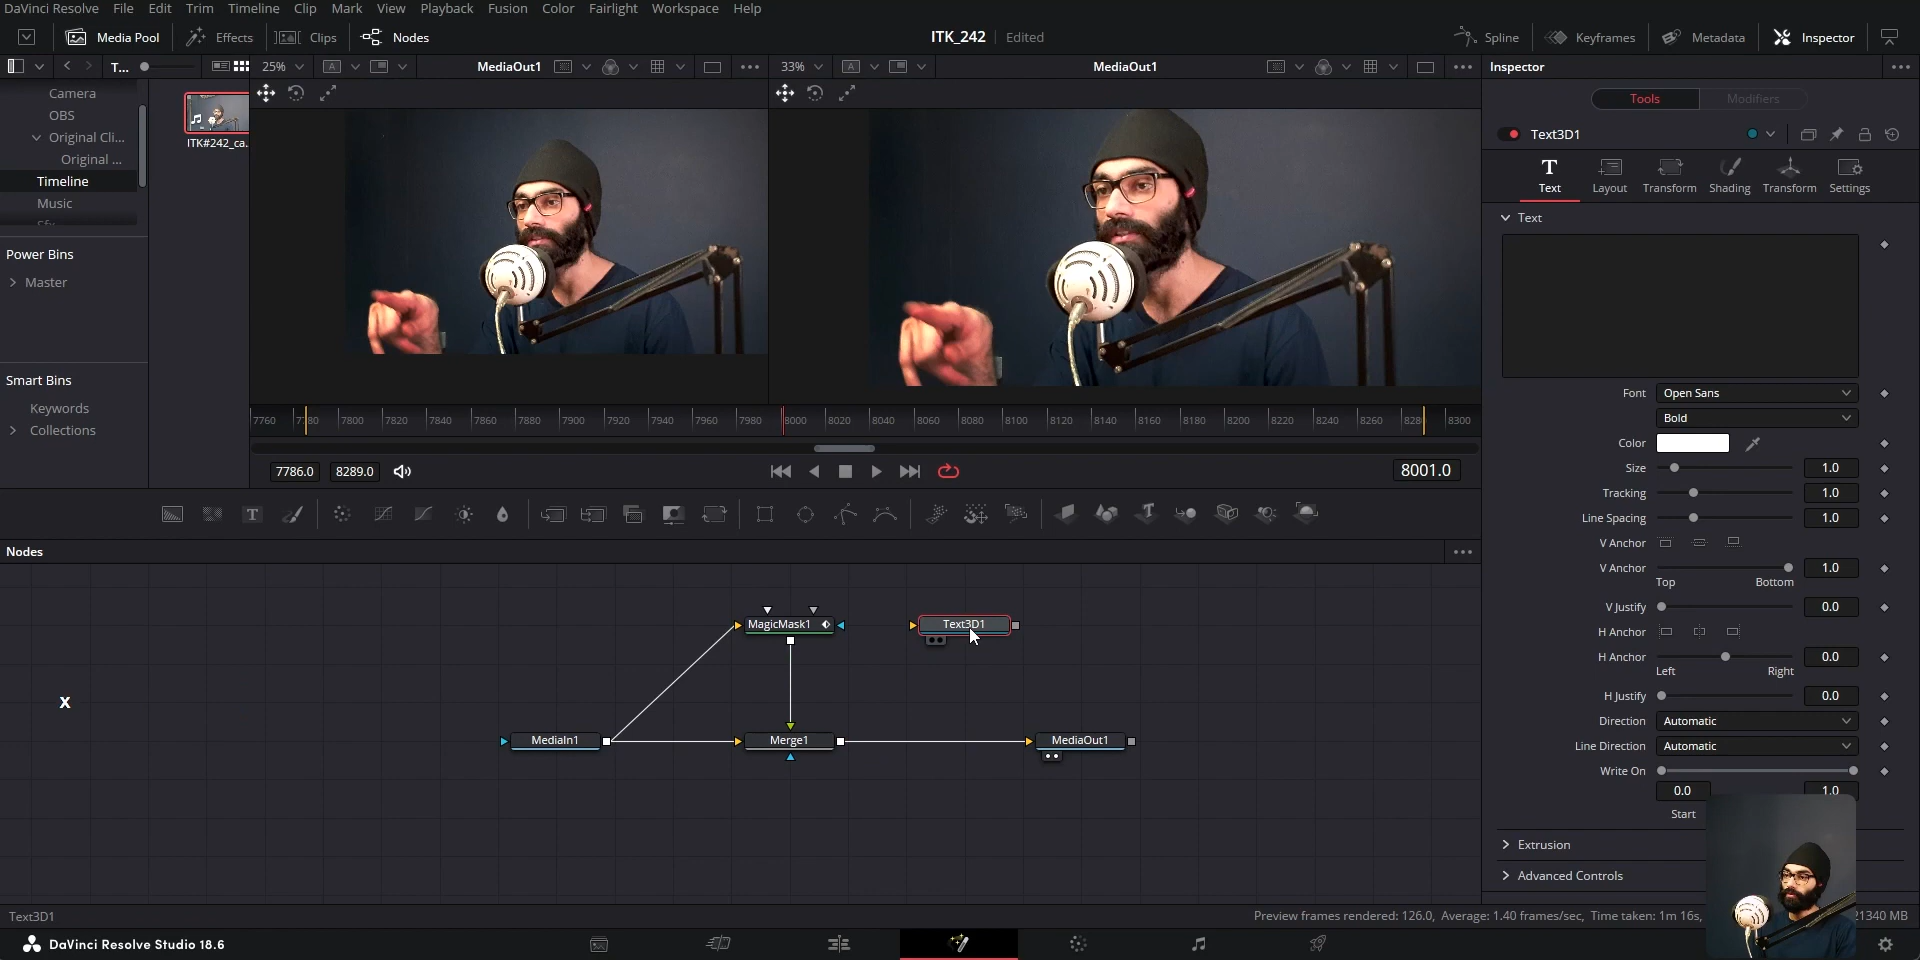 DaVinci Resolve File Edit Trim Timeline Clip Mark View Playback Fusion Color Fairlight Workspace Help
Media Pool Effects Clips Nodes ITK_242 Edited Spline Keyframes Metadata Inspector
T... 25% MediaOut1 33% MediaOut1 Inspector
Camera
OBS
Original Cli...
Original ...
Timeline
Music
Power Bins
Master
Smart Bins
Keywords
Collections
ITK#242_ca.
7760 7780 7800 7820 7840 7860 7880 7900 7920 7940 7960 7980 8000 8020 8040 8060 8080 8100 8120 8140 8160 8180 8200 8220 8240 8260 828 8300
7786.0 8289.0 8001.0
Nodes
MagicMask1 Text3D1
x
MediaIn1 Merge1 MediaOut1
Tools Modifiers
Text3D1
Text Layout Transform Shading Transform Settings
Text
Font Open Sans
Bold
Color
Size 1.0
Tracking 1.0
Line Spacing 1.0
V Anchor
V Anchor 1.0
Top Bottom
V Justify 0.0
H Anchor
H Anchor 0.0
Left Right
H Justify 0.0
Direction Automatic
Line Direction Automatic
Write On
0.0 1.0
Start
Extrusion
Advanced Controls
Text3D1 Preview frames rendered: 126.0, Average: 1.40 frames/sec, Time taken: 1m 16s, 21340 MB
DaVinci Resolve Studio 18.6